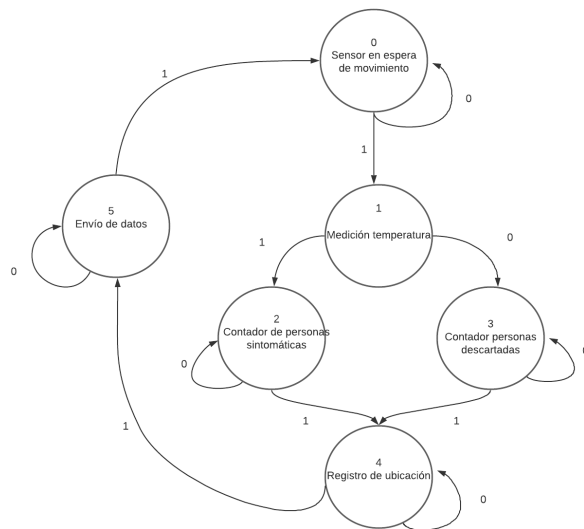 0
Sensor en espera
de movimiento
1
0
1
5
Envío de datos
1
Medición temperatura
1
0
0
2
Contador de personas
sintomáticas
3
Contador personas
descartadas
0
0
1
1
1
4
Registro de ubicación
0